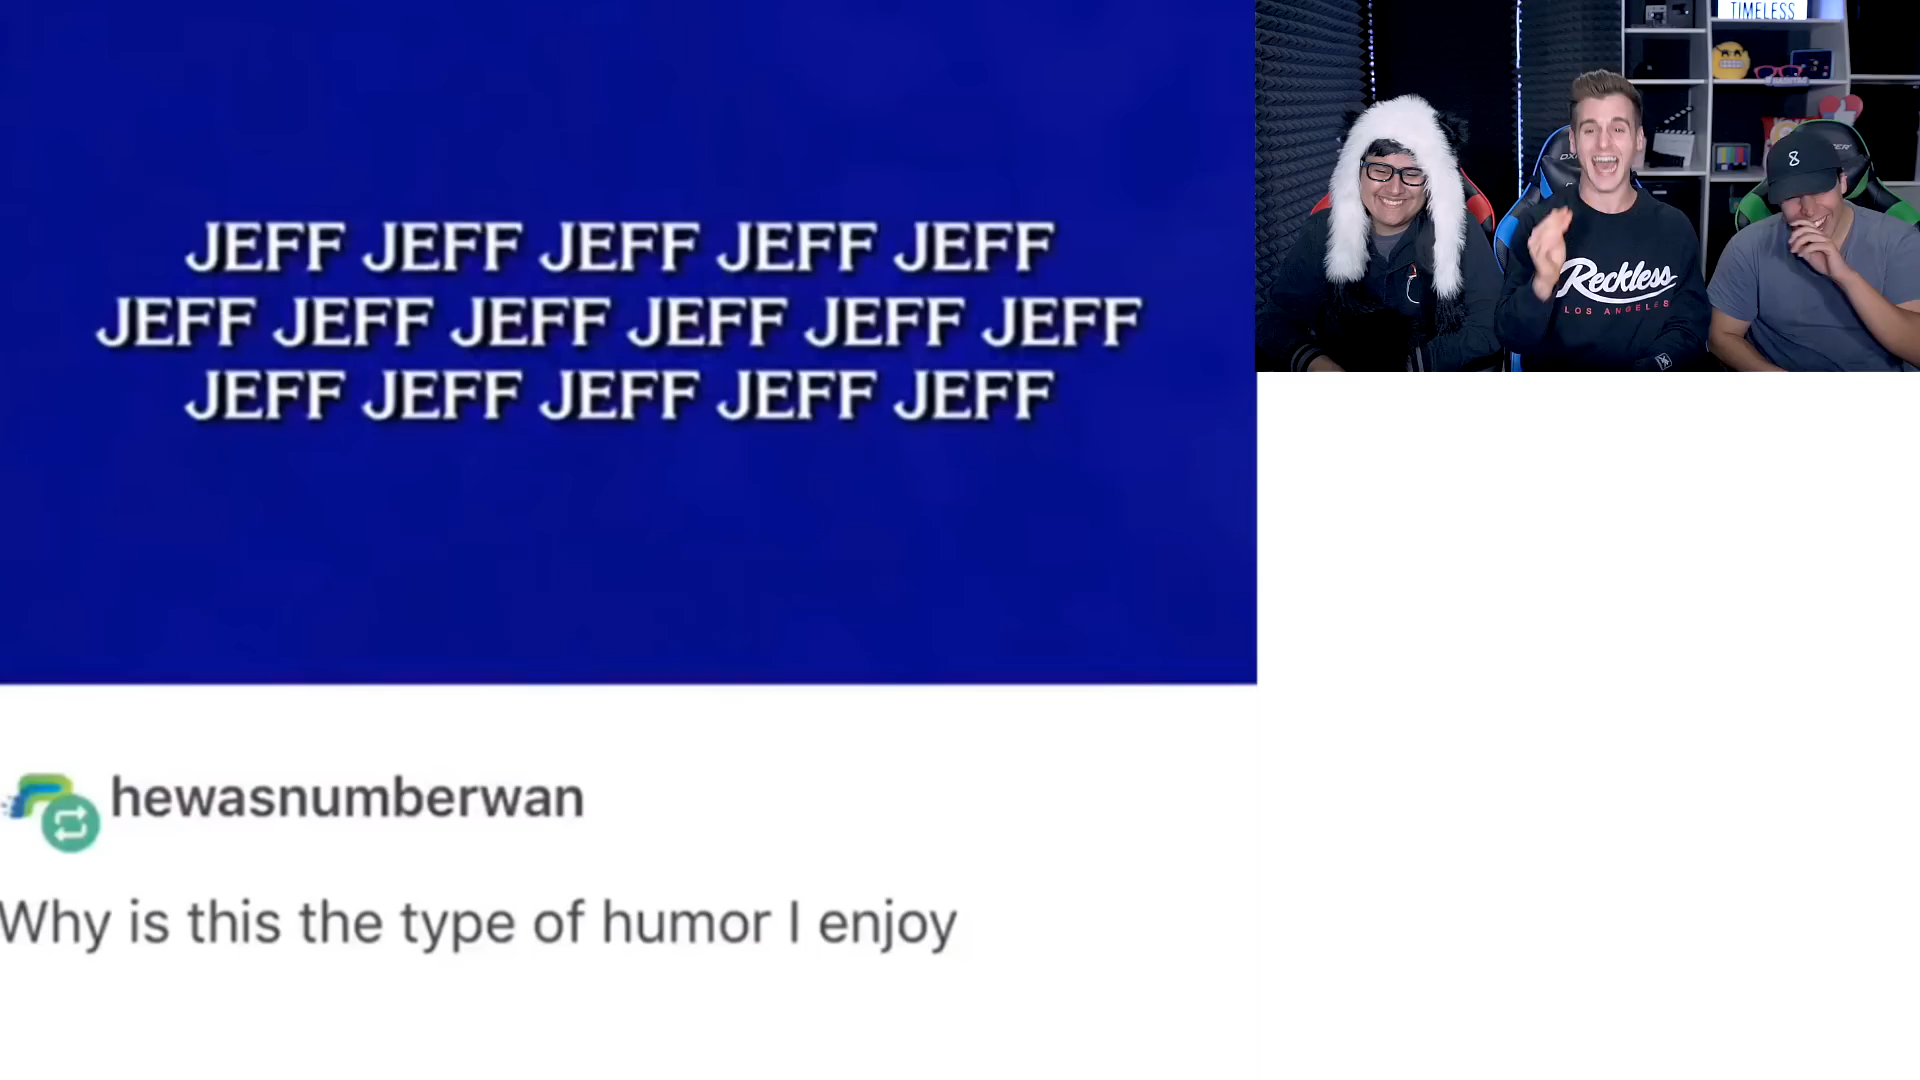 JEFF JEFF JEFF JEFF JEFF
JEFF JEFF JEFF JEFF JEFF JEFF
JEFF JEFF JEFF JEFF JEFF
hewasnumberwan
Why is this the type of humor I enjoy
TIMELESS
8
Reckless
LOS ANGELES